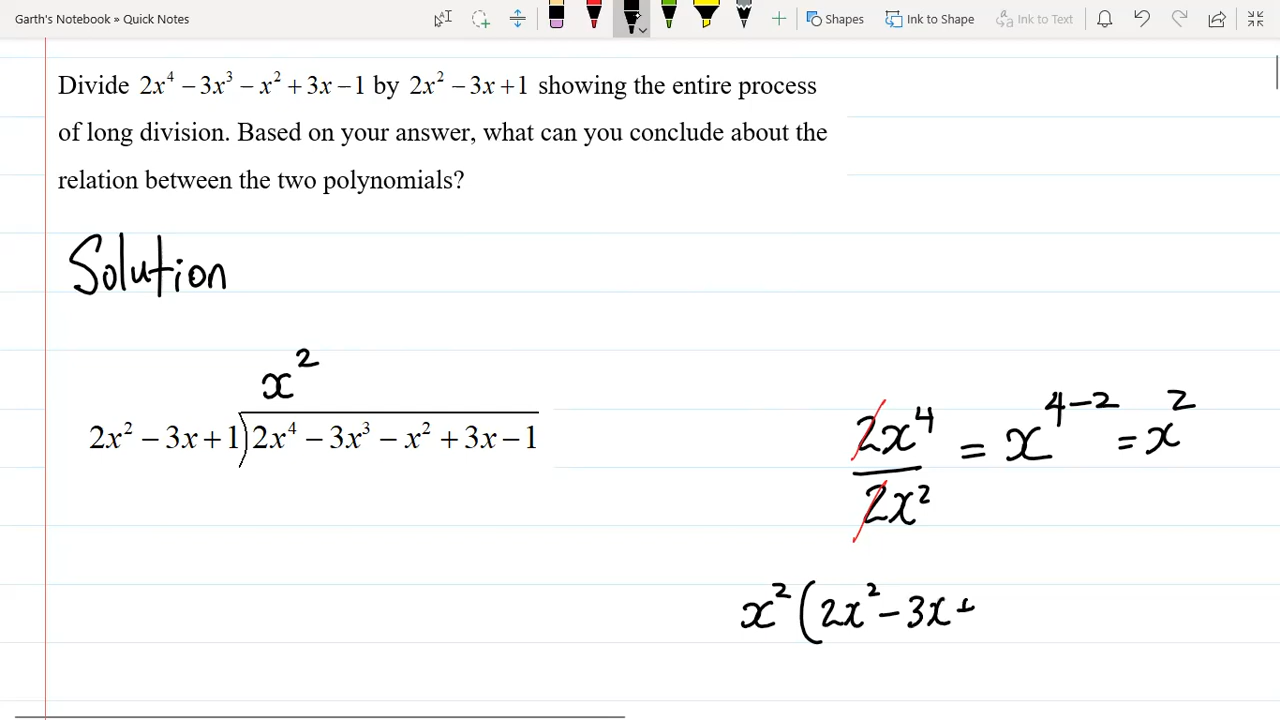 Garth's Notebook » Quick Notes
Shapes
Ink to Shape
Ink to Text
Divide 2x⁴ − 3x³ − x² + 3x − 1 by 2x² − 3x + 1 showing the entire process
of long division. Based on your answer, what can you conclude about the
relation between the two polynomials?
Solution
x²
2x² − 3x + 1)2x⁴ − 3x³ − x² + 3x − 1
2x⁴/2x² = x⁴⁻² = x²
x²(2x² − 3x +